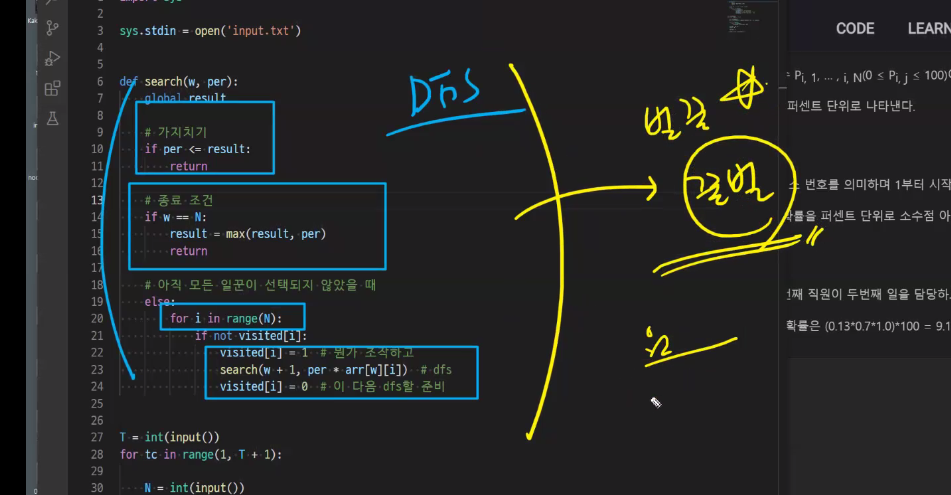 1 import sys
2
3 sys.stdin = open('input.txt')
4
5
6 def search(w, per):
7 global result
8
9 # 가지치기
10 if per <= result:
11 return
12
13 # 종료 조건
14 if w == N:
15 result = max(result, per)
16 return
17
18 # 아직 모든 일꾼이 선택되지 않았을 때
19 else:
20 for i in range(N):
21 if not visited[i]:
22 visited[i] = 1 # 뭔가 조작하고
23 search(w + 1, per * arr[w][i]) # dfs
24 visited[i] = 0 # 이 다음 dfs할 준비
25
26
27 T = int(input())
28 for tc in range(1, T + 1):
29
30 N = int(input())
CODE LEARN
= Pi, 1, ... , i, N(0 ≤ Pi, j ≤ 100)
퍼센트 단위로 나타낸다.
번호를 의미하며 1부터 시작
확률을 퍼센트 단위로 소수점 아
번째 직원이 두번째 일을 담당하
확률은 (0.13*0.7*1.0)*100 = 9.1